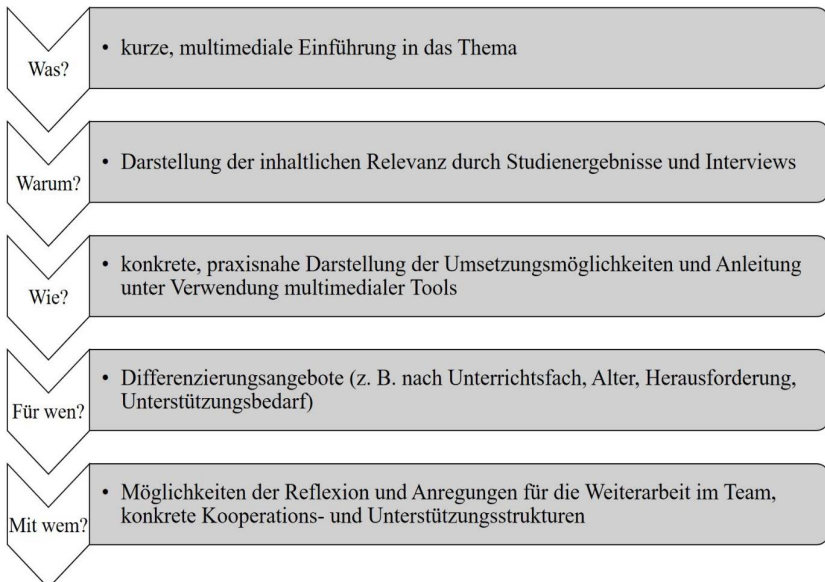 Was?
• kurze, multimediale Einführung in das Thema
Warum?
• Darstellung der inhaltlichen Relevanz durch Studienergebnisse und Interviews
Wie?
• konkrete, praxisnahe Darstellung der Umsetzungsmöglichkeiten und Anleitung
unter Verwendung multimedialer Tools
Für wen?
• Differenzierungsangebote (z. B. nach Unterrichtsfach, Alter, Herausforderung,
Unterstützungsbedarf)
Mit wem?
• Möglichkeiten der Reflexion und Anregungen für die Weiterarbeit im Team,
konkrete Kooperations- und Unterstützungsstrukturen